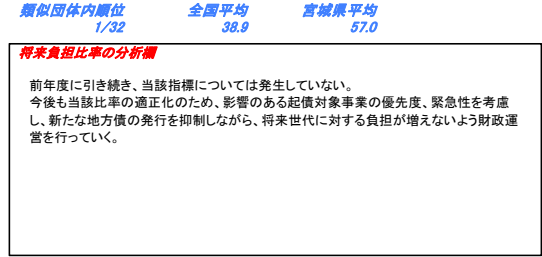 類似団体内順位 全国平均 宮城県平均
1/32 38.9 57.0
将来負担比率の分析欄
前年度に引き続き、当該指標については発生していない。
今後も当該比率の適正化のため、影響のある起債対象事業の優先度、緊急性を考慮
し、新たな地方債の発行を抑制しながら、将来世代に対する負担が増えないよう財政運
営を行っていく。